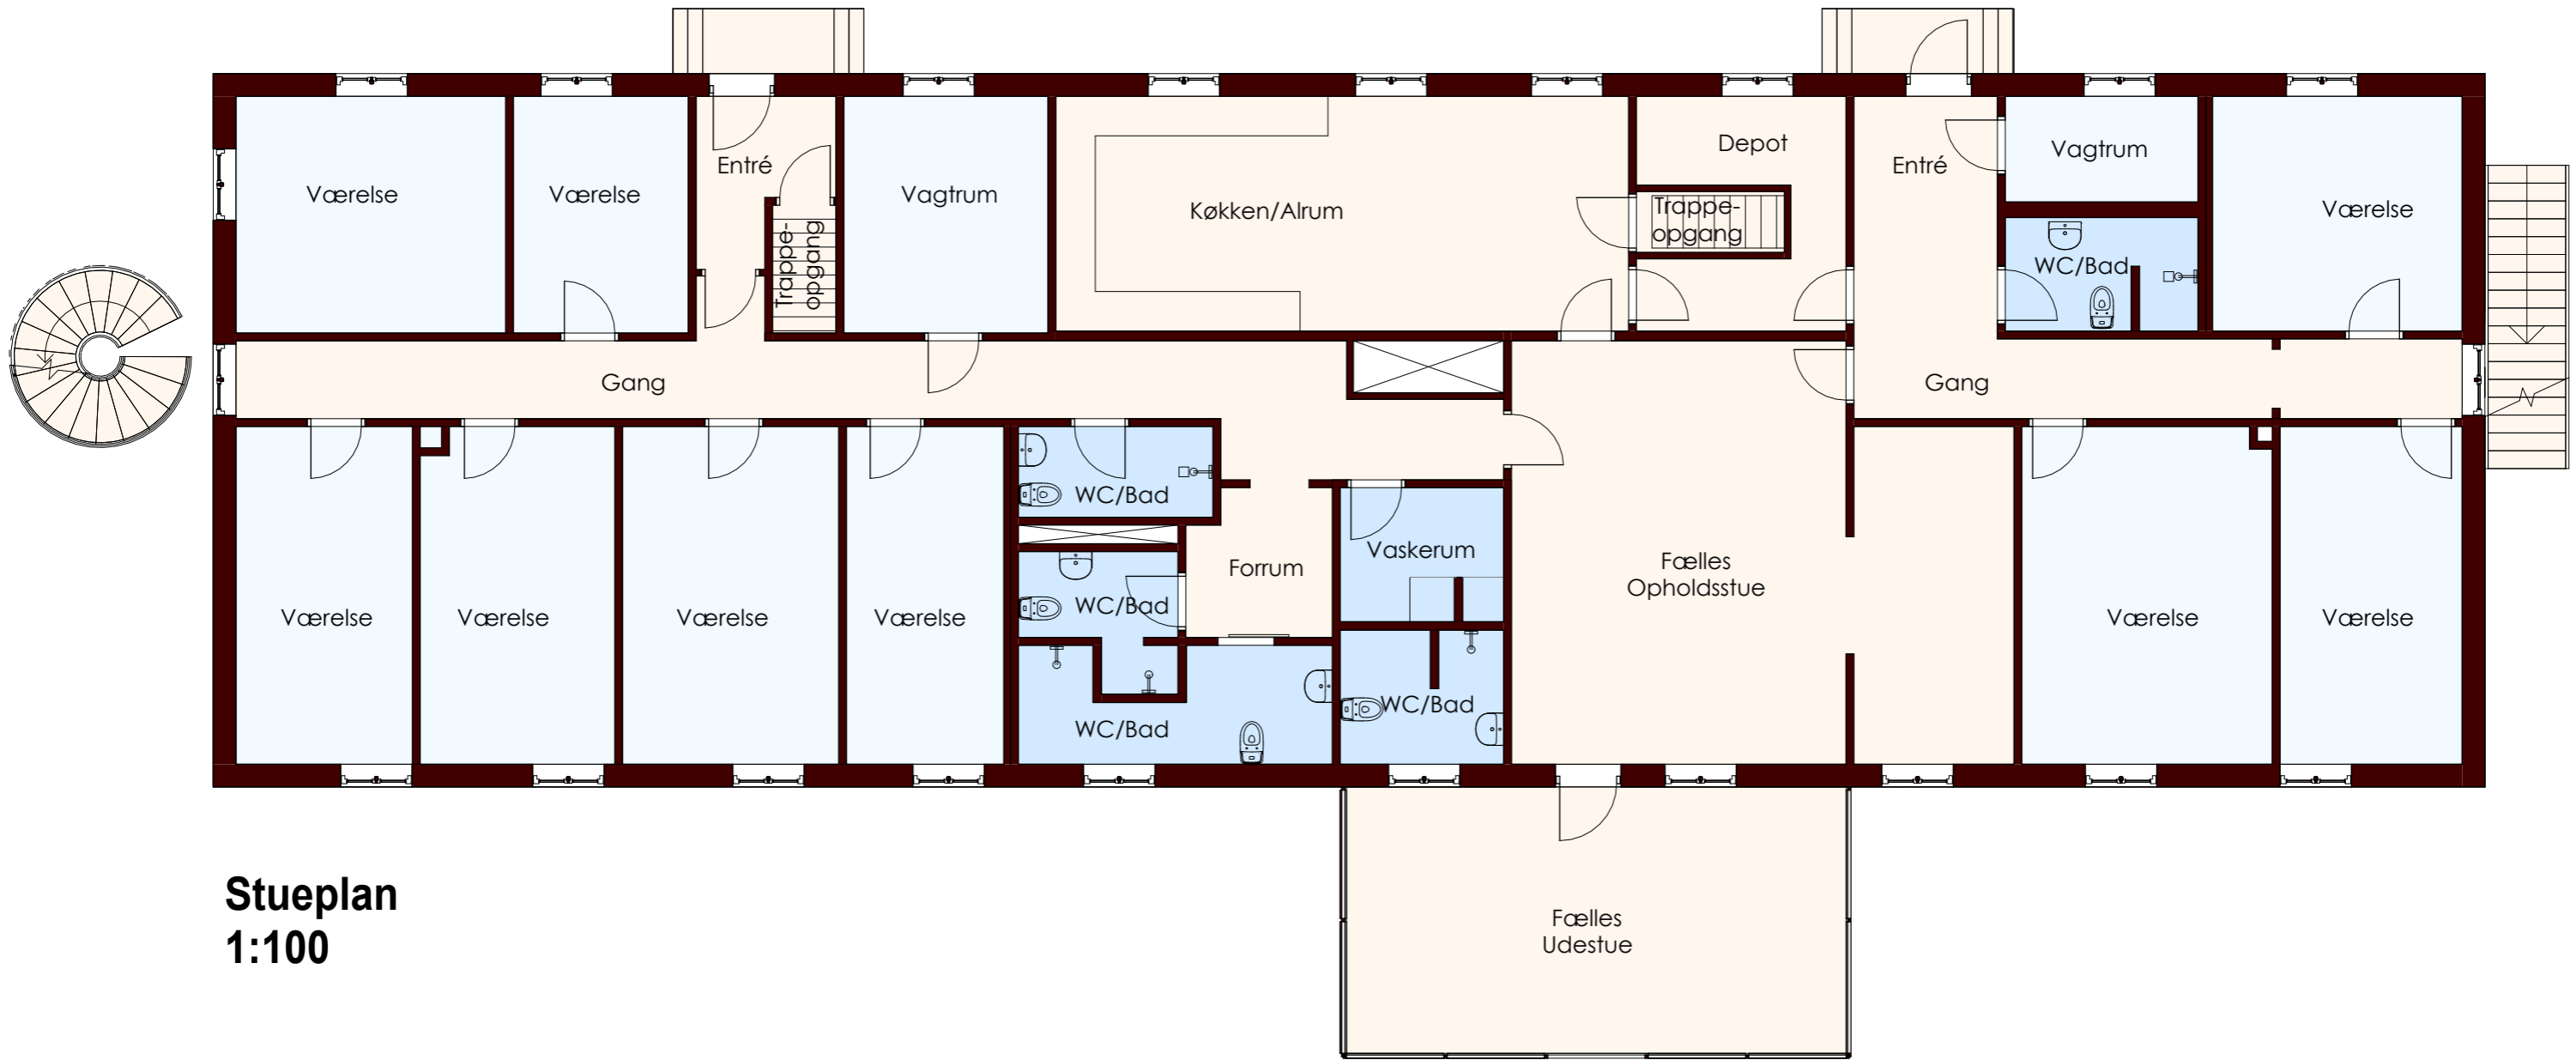 Entré
Depot
Entré
Vagtrum
Værelse
Værelse
Vagtrum
Køkken/Alrum
Trappe-
opgang
Værelse
Trappe-
opgang
WC/Bad
Gang
Gang
WC/Bad
Vaskerum
Fælles
Opholdsstue
Forrum
WC/Bad
Værelse
Værelse
Værelse
Værelse
Værelse
Værelse
WC/Bad
WC/Bad
Stueplan
1:100
Fælles
Udestue